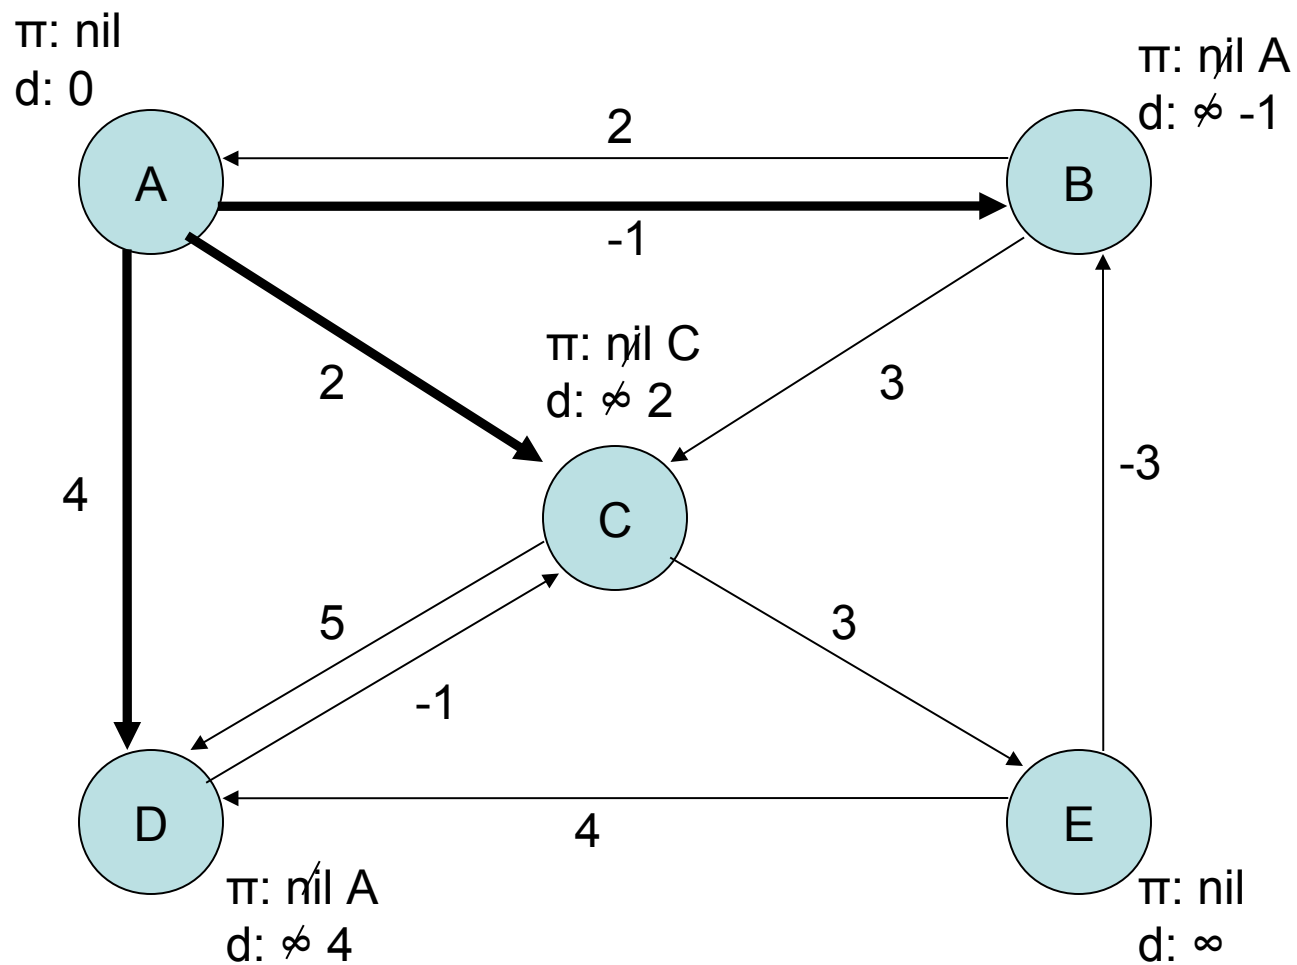 π: nil
d: 0
π: nil A
d: ∞ -1
A
2
B
-1
π: nil C
d: ∞ 2
2
3
4
-3
C
5
3
-1
D
4
E
π: nil A
d: ∞ 4
π: nil
d: ∞